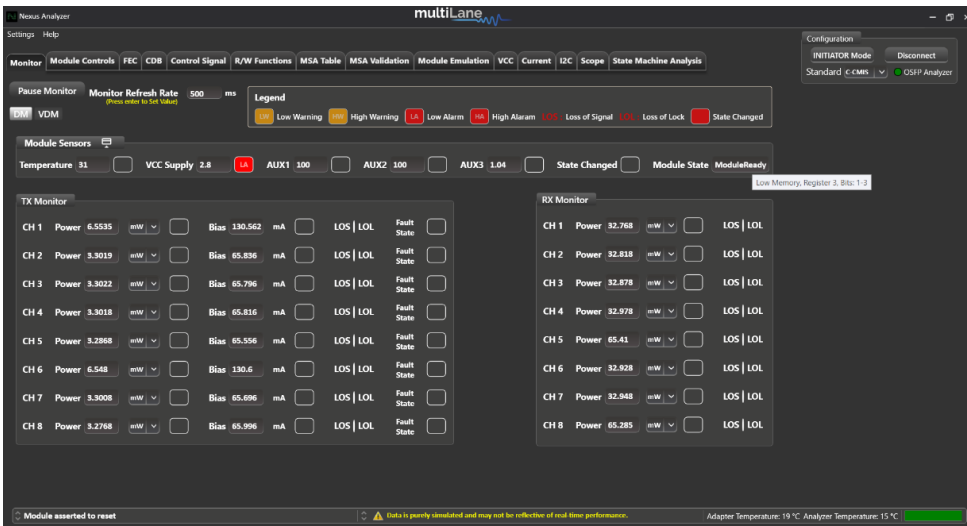 Nexus Analyzer
multiLane
Settings Help
Configuration
INITIATOR Mode Disconnect
Standard C-CMIS OSFP Analyzer
Monitor Module Controls FEC CDB Control Signal R/W Functions MSA Table MSA Validation Module Emulation VCC Current I2C Scope State Machine Analysis
Pause Monitor Monitor Refresh Rate 500 ms
(Press enter to Set Value)
DM VDM
Legend
LW Low Warning HW High Warning LA Low Alarm HA High Alaram LOS : Loss of Signal LOL : Loss of Lock State Changed
Module Sensors
Temperature 31 VCC Supply 2.8 LA AUX1 100 AUX2 100 AUX3 1.04 State Changed Module State ModuleReady
Low Memory, Register 3, Bits: 1-3
TX Monitor
CH 1 Power 6.5535 mW Bias 130.562 mA LOS | LOL Fault State
CH 2 Power 3.3019 mW Bias 65.836 mA LOS | LOL Fault State
CH 3 Power 3.3022 mW Bias 65.796 mA LOS | LOL Fault State
CH 4 Power 3.3018 mW Bias 65.816 mA LOS | LOL Fault State
CH 5 Power 3.2868 mW Bias 65.556 mA LOS | LOL Fault State
CH 6 Power 6.548 mW Bias 130.6 mA LOS | LOL Fault State
CH 7 Power 3.3008 mW Bias 65.696 mA LOS | LOL Fault State
CH 8 Power 3.2768 mW Bias 65.996 mA LOS | LOL Fault State
RX Monitor
CH 1 Power 32.768 mW LOS | LOL
CH 2 Power 32.818 mW LOS | LOL
CH 3 Power 32.878 mW LOS | LOL
CH 4 Power 32.978 mW LOS | LOL
CH 5 Power 65.41 mW LOS | LOL
CH 6 Power 32.928 mW LOS | LOL
CH 7 Power 32.948 mW LOS | LOL
CH 8 Power 65.285 mW LOS | LOL
Module asserted to reset
Data is purely simulated and may not be reflective of real-time performance.
Adapter Temperature: 19 °C Analyzer Temperature: 15 °C